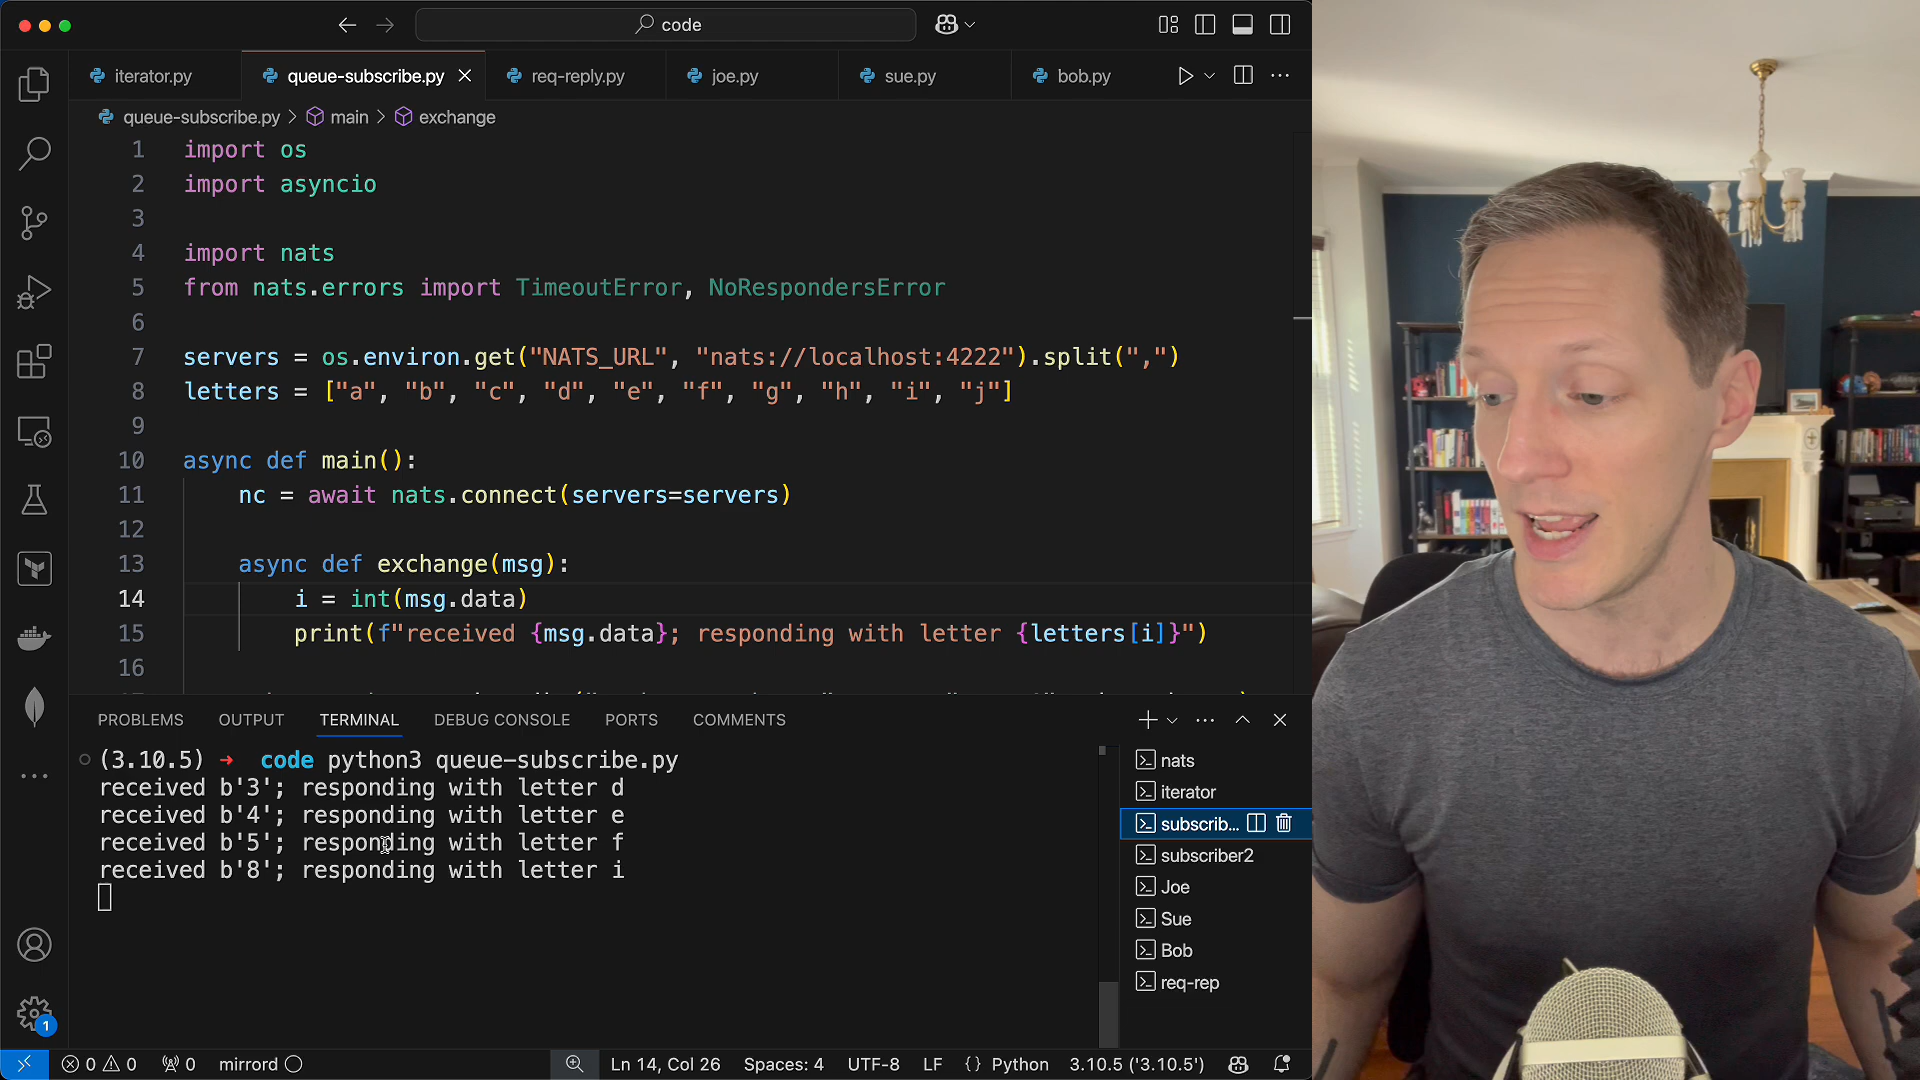 code
iterator.py
queue-subscribe.py
req-reply.py
joe.py
sue.py
bob.py
queue-subscribe.py > main > exchange
1 import os
2 import asyncio
3
4 import nats
5 from nats.errors import TimeoutError, NoRespondersError
6
7 servers = os.environ.get("NATS_URL", "nats://localhost:4222").split(",")
8 letters = ["a", "b", "c", "d", "e", "f", "g", "h", "i", "j"]
9
10 async def main():
11 nc = await nats.connect(servers=servers)
12
13 async def exchange(msg):
14 i = int(msg.data)
15 print(f"received {msg.data}; responding with letter {letters[i]}")
16
PROBLEMS OUTPUT TERMINAL DEBUG CONSOLE PORTS COMMENTS
(3.10.5) → code python3 queue-subscribe.py
received b'3'; responding with letter d
received b'4'; responding with letter e
received b'5'; responding with letter f
received b'8'; responding with letter i
nats
iterator
subscrib...
subscriber2
Joe
Sue
Bob
req-rep
1
0 0 0 mirrord Ln 14, Col 26 Spaces: 4 UTF-8 LF {} Python 3.10.5 ('3.10.5')